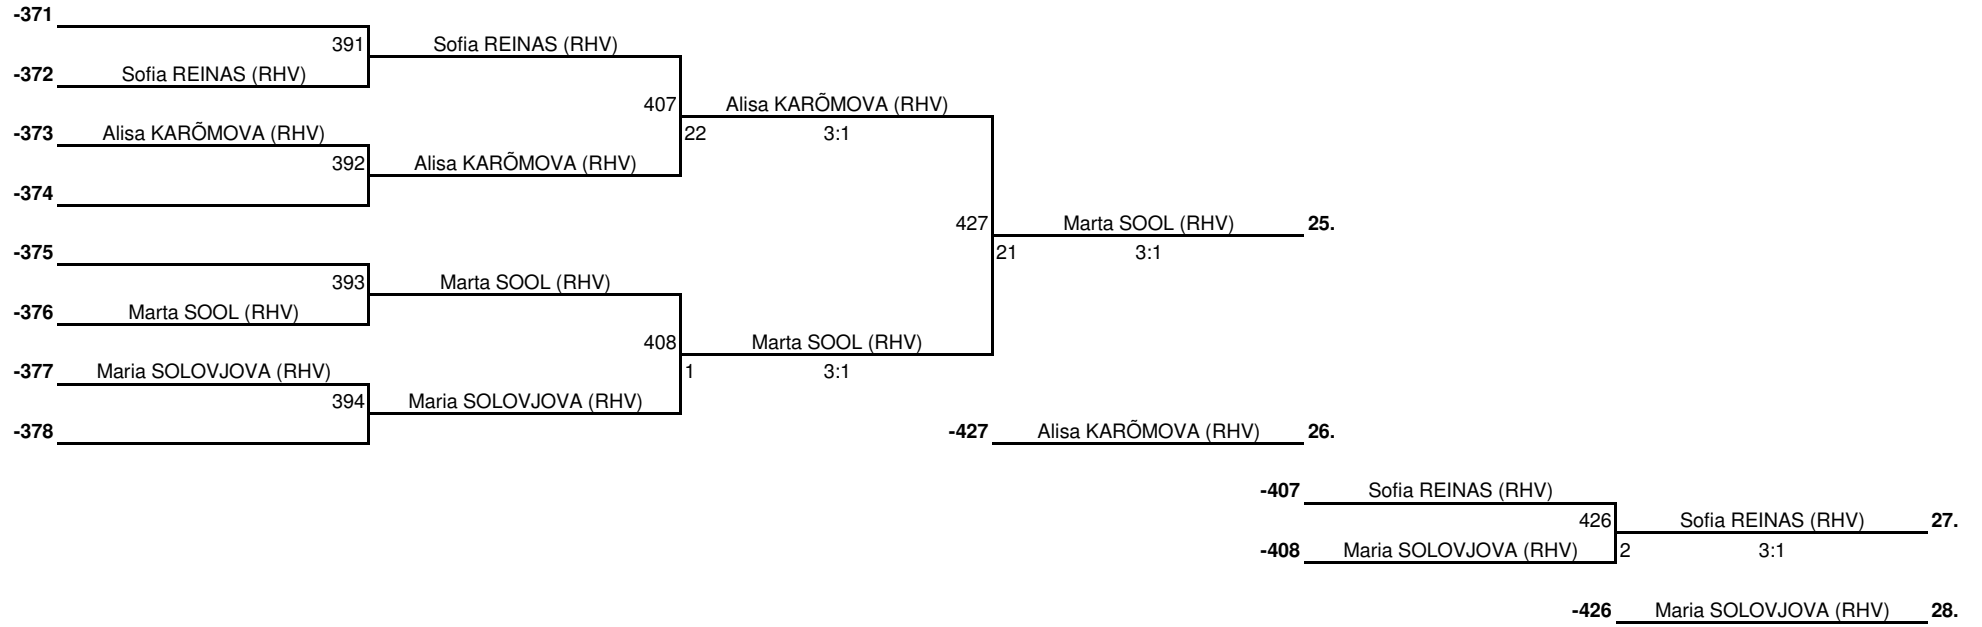 -371
391 Sofia REINAS (RHV)
-372 Sofia REINAS (RHV)
407 Alisa KARÕMOVA (RHV)
-373 Alisa KARÕMOVA (RHV) 22 3:1
392 Alisa KARÕMOVA (RHV)
-374
427 Marta SOOL (RHV) 25.
-375 21 3:1
393 Marta SOOL (RHV)
-376 Marta SOOL (RHV)
408 Marta SOOL (RHV)
-377 Maria SOLOVJOVA (RHV) 1 3:1
394 Maria SOLOVJOVA (RHV)
-378 -427 Alisa KARÕMOVA (RHV) 26.
-407 Sofia REINAS (RHV)
426 Sofia REINAS (RHV) 27.
-408 Maria SOLOVJOVA (RHV) 2 3:1
-426 Maria SOLOVJOVA (RHV) 28.